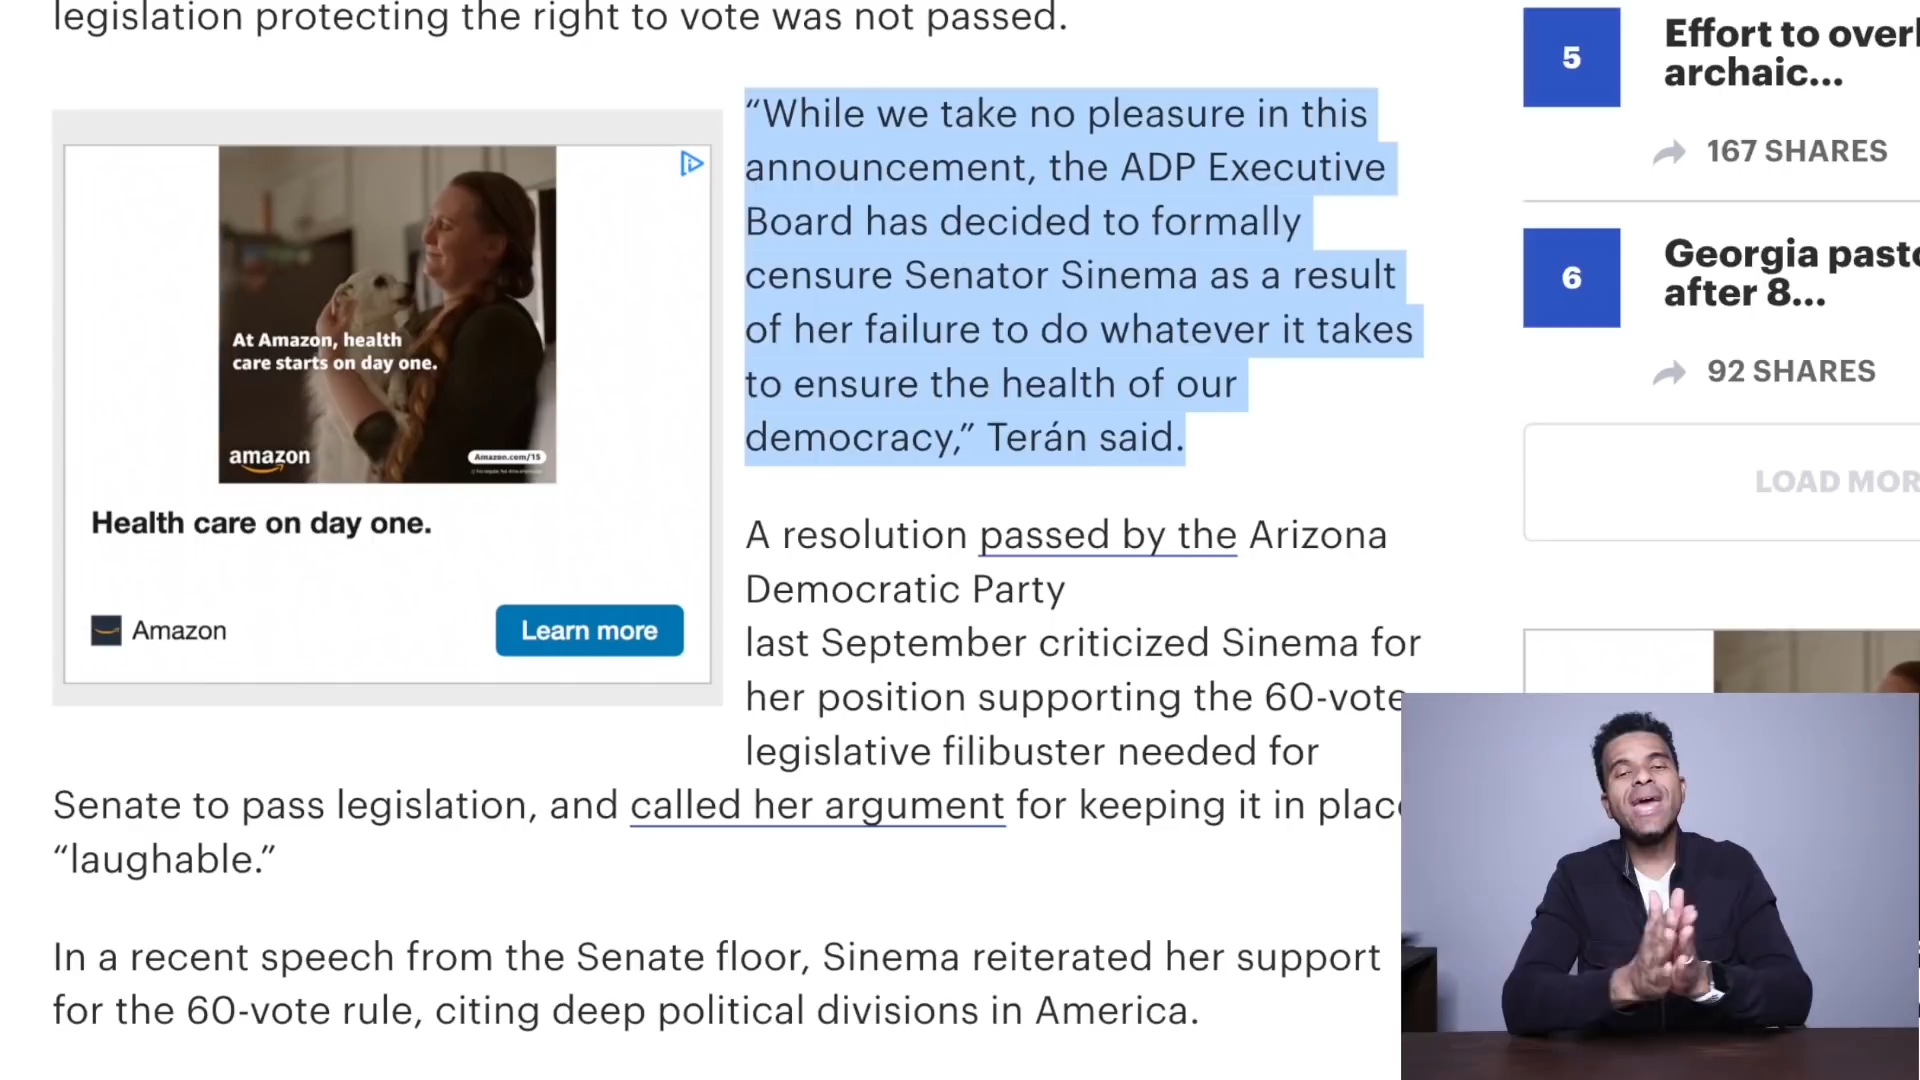 legislation protecting the right to vote was not passed.
“While we take no pleasure in this
announcement, the ADP Executive
Board has decided to formally
censure Senator Sinema as a result
of her failure to do whatever it takes
to ensure the health of our
democracy,” Terán said.
At Amazon, health
care starts on day one.
amazon
Amazon.com/15
Health care on day one.
Amazon
Learn more
A resolution passed by the Arizona
Democratic Party
last September criticized Sinema for
her position supporting the 60-vote
legislative filibuster needed for
Senate to pass legislation, and called her argument for keeping it in plac
“laughable.”
In a recent speech from the Senate floor, Sinema reiterated her support
for the 60-vote rule, citing deep political divisions in America.
5
Effort to over
archaic...
167 SHARES
6
Georgia past
after 8...
92 SHARES
LOAD MOR